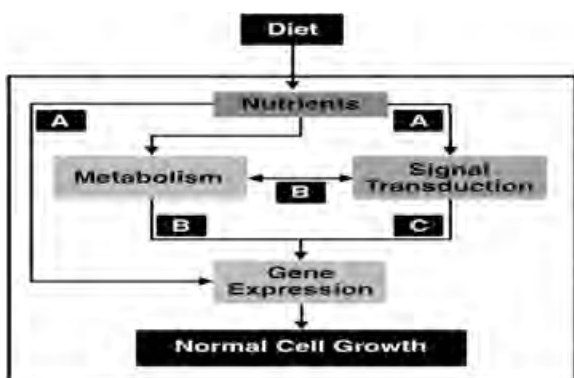 Diet
Nutrients
A
A
Metabolism
Signal
Transduction
B
B
C
Gene
Expression
Normal Cell Growth